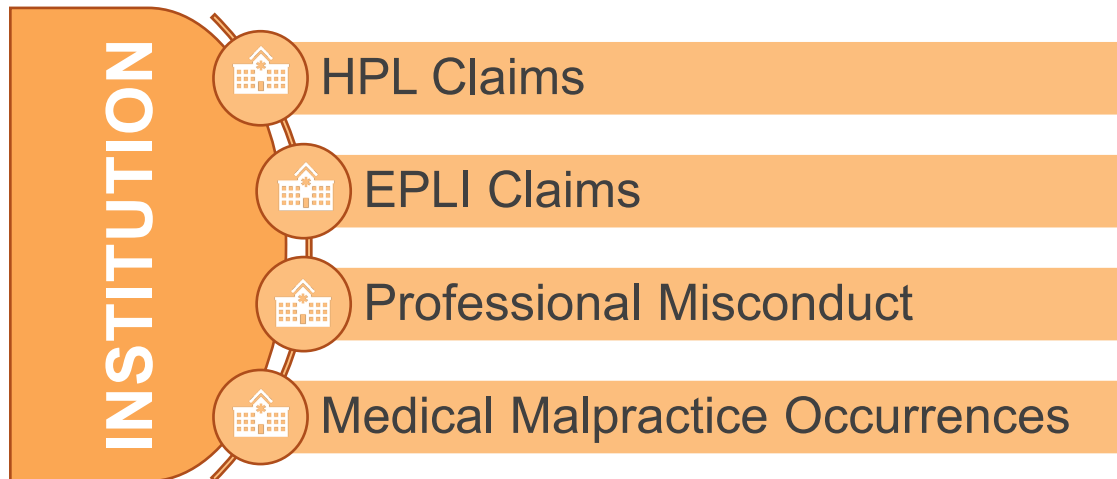 INSTITUTION
HPL Claims
EPLI Claims
Professional Misconduct
Medical Malpractice Occurrences